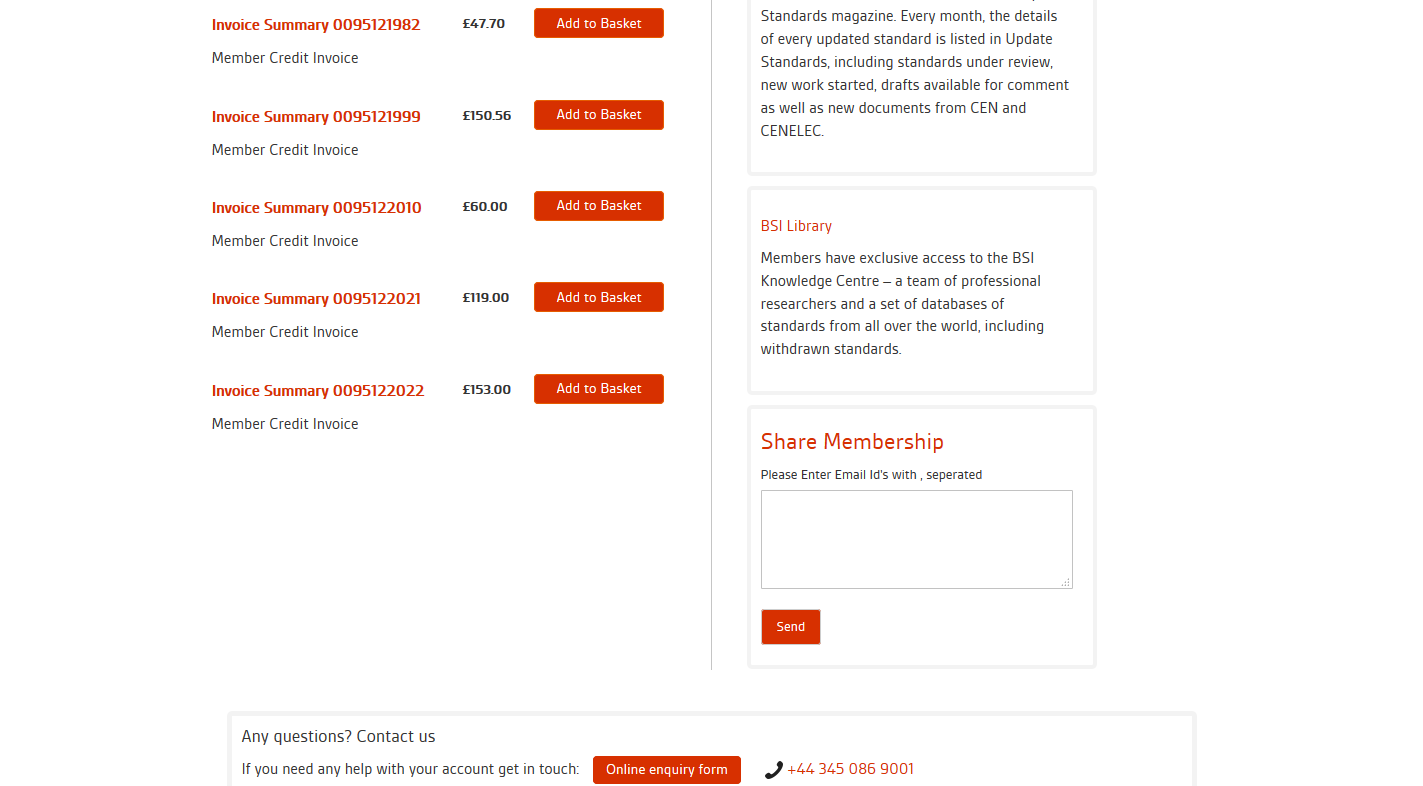 Invoice Summary 0095121982 £47.70 Add to Basket
Member Credit Invoice
Invoice Summary 0095121999 £150.56 Add to Basket
Member Credit Invoice
Invoice Summary 0095122010 £60.00 Add to Basket
Member Credit Invoice
Invoice Summary 0095122021 £119.00 Add to Basket
Member Credit Invoice
Invoice Summary 0095122022 £153.00 Add to Basket
Member Credit Invoice
Standards magazine. Every month, the details
of every updated standard is listed in Update
Standards, including standards under review,
new work started, drafts available for comment
as well as new documents from CEN and
CENELEC.
BSI Library
Members have exclusive access to the BSI
Knowledge Centre – a team of professional
researchers and a set of databases of
standards from all over the world, including
withdrawn standards.
Share Membership
Please Enter Email Id's with , seperated
Send
Any questions? Contact us
If you need any help with your account get in touch: Online enquiry form +44 345 086 9001